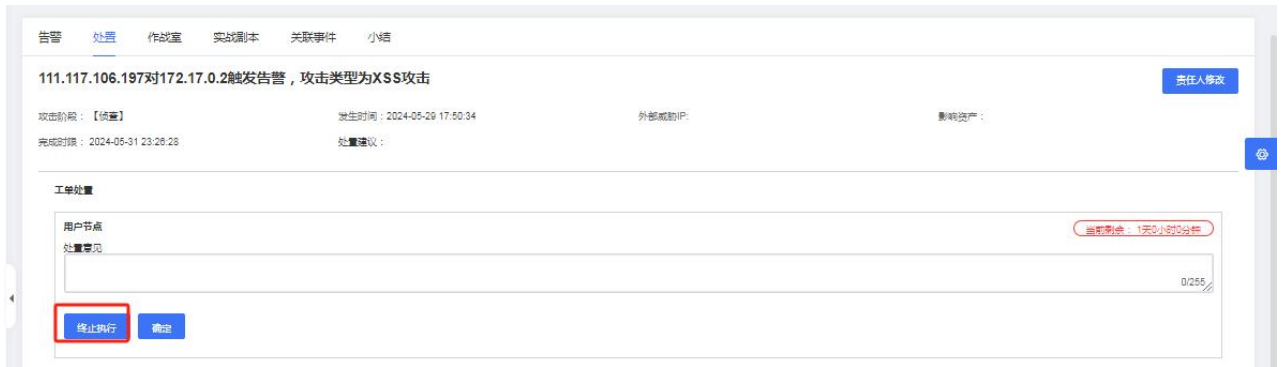 告警 处置 作战室 实战剧本 关联事件 小结
111.117.106.197对172.17.0.2触发告警，攻击类型为XSS攻击 责任人修改
攻击阶段：【侦查】 发生时间：2024-05-29 17:50:34 外部威胁IP: 影响资产：
完成时限：2024-05-31 23:26:28 处置建议：
工单处置
用户节点 当前剩余：1天0小时0分钟
处置意见
0/255
终止执行 确定